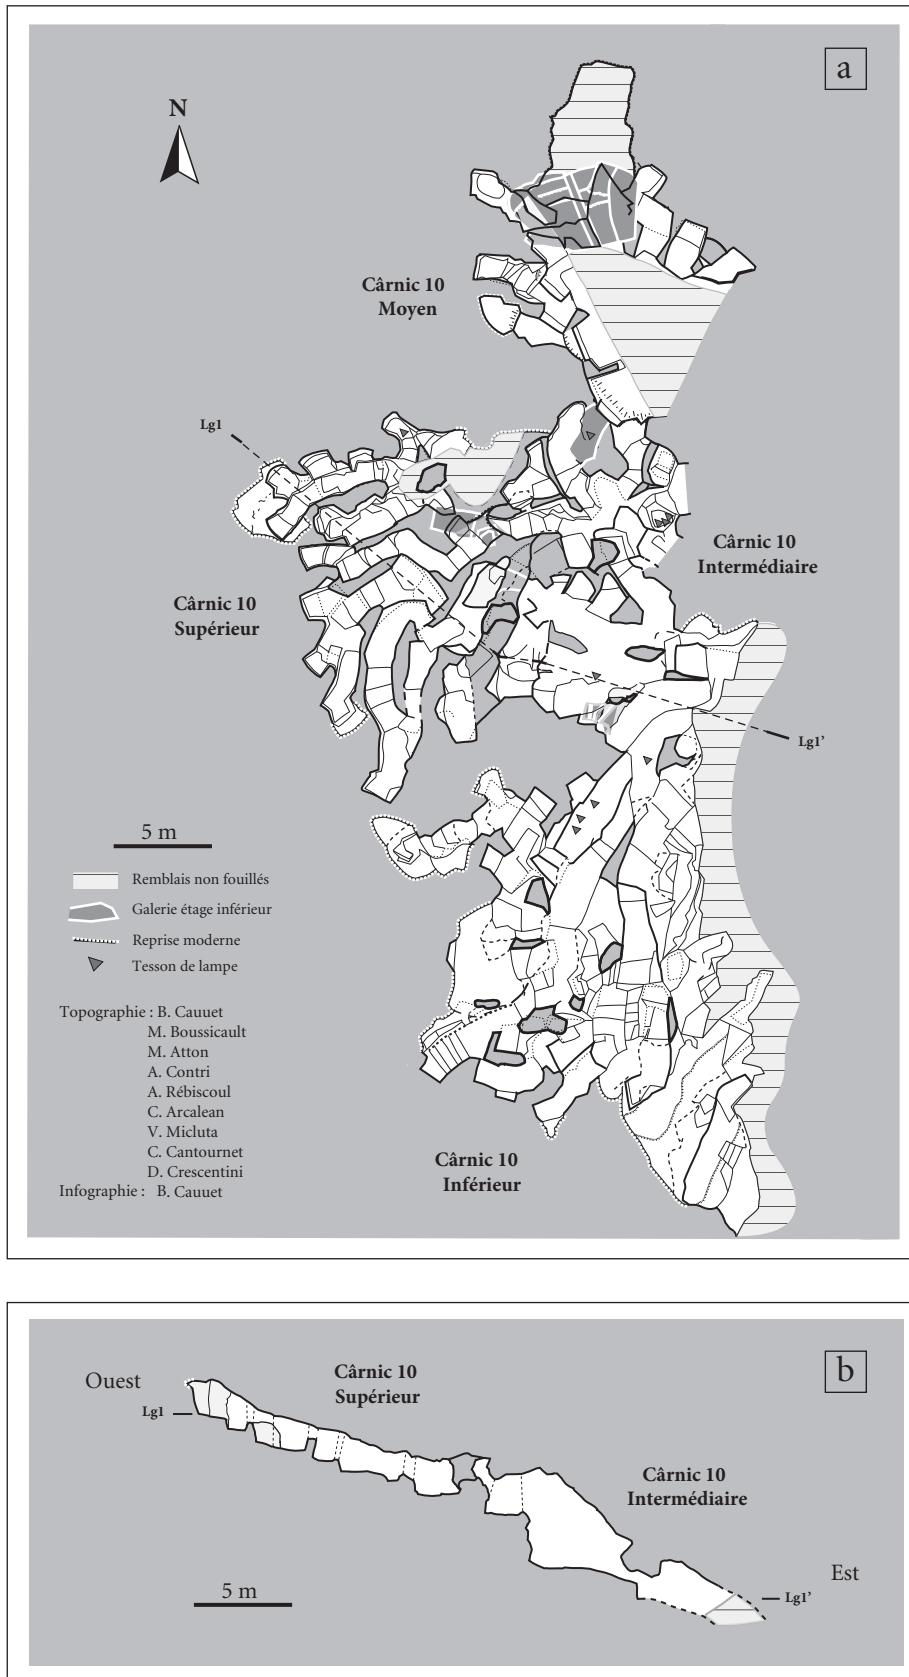 a
N
Cârnic 10
Moyen
Lg1
Cârnic 10
Intermédiaire
Cârnic 10
Supérieur
Lg1’
5 m
Remblais non fouillés
Galerie étage inférieur
Reprise moderne
Tesson de lampe
Topographie : B. Cauuet
M. Boussicault
M. Atton
A. Contri
A. Rébiscoul
C. Arcalean
V. Micluta
C. Cantournet
D. Crescentini
Infographie : B. Cauuet
Cârnic 10
Inférieur
b
Ouest
Cârnic 10
Supérieur
Lg1
Cârnic 10
Intermédiaire
Est
5 m
Lg1’